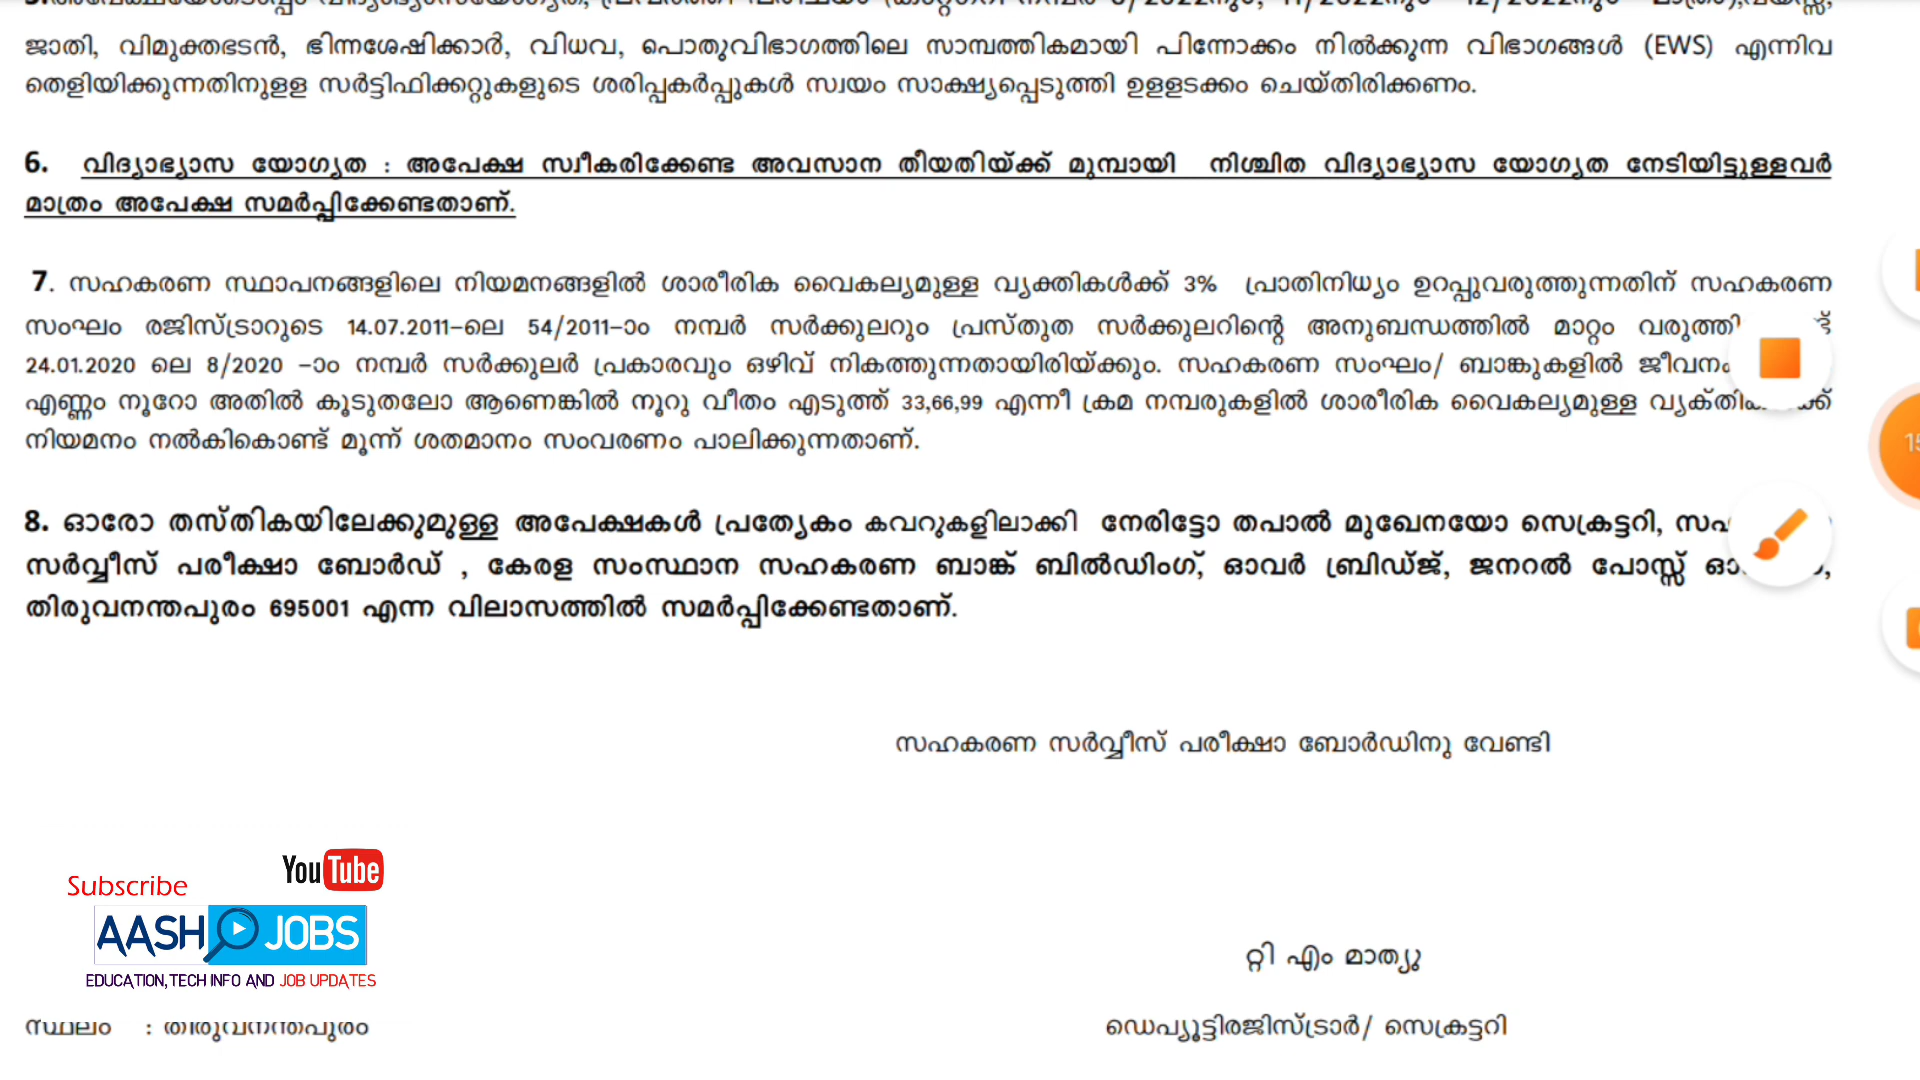 ജാതി, വിമുക്തഭടൻ, ഭിന്നശേഷിക്കാർ, വിധവ, പൊതുവിഭാഗത്തിലെ സാമ്പത്തികമായി പിന്നോക്കം നിൽക്കുന്ന വിഭാഗങ്ങൾ (EWS) എന്നിവ
തെളിയിക്കുന്നതിനുളള സർട്ടിഫിക്കറ്റുകളുടെ ശരിപ്പകർപ്പുകൾ സ്വയം സാക്ഷ്യപ്പെടുത്തി ഉളളടക്കം ചെയ്തിരിക്കണം.
6. വിദ്യാഭ്യാസ യോഗ്യത : അപേക്ഷ സ്വീകരിക്കേണ്ട അവസാന തീയതിയ്ക്ക് മുമ്പായി നിശ്ചിത വിദ്യാഭ്യാസ യോഗ്യത നേടിയിട്ടുള്ളവർ
മാത്രം അപേക്ഷ സമർപ്പിക്കേണ്ടതാണ്.
7. സഹകരണ സ്ഥാപനങ്ങളിലെ നിയമനങ്ങളിൽ ശാരീരിക വൈകല്യമുള്ള വ്യക്തികൾക്ക് 3% പ്രാതിനിധ്യം ഉറപ്പുവരുത്തുന്നതിന് സഹകരണ
സംഘം രജിസ്ട്രാറുടെ 14.07.2011-ലെ 54/2011-ാം നമ്പർ സർക്കുലറും പ്രസ്തുത സർക്കുലറിന്റെ അനുബന്ധത്തിൽ മാറ്റം
24.01.2020 ലെ 8/2020 -ാം നമ്പർ സർക്കുലർ പ്രകാരവും ഒഴിവ് നികത്തുന്നതായിരിയ്ക്കും. സഹകരണ സംഘം/ ബാങ്കുകളിൽ
എണ്ണം നൂറോ അതിൽ കൂടുതലോ ആണെങ്കിൽ നൂറു വീതം എടുത്ത് 33,66,99 എന്നീ ക്രമ നമ്പരുകളിൽ ശാരീരിക വൈകല്യമുള്ള
നിയമനം നൽകികൊണ്ട് മൂന്ന് ശതമാനം സംവരണം പാലിക്കുന്നതാണ്.
8. ഓരോ തസ്തികയിലേക്കുമുള്ള അപേക്ഷകൾ പ്രത്യേകം കവറുകളിലാക്കി നേരിട്ടോ തപാൽ മുഖേനയോ സെക്രട്ടറി,
സർവ്വീസ് പരീക്ഷാ ബോർഡ് , കേരള സംസ്ഥാന സഹകരണ ബാങ്ക് ബിൽഡിംഗ്, ഓവർ ബ്രിഡ്ജ്, ജനറൽ പോസ്റ്റ്
തിരുവനന്തപുരം 695001 എന്ന വിലാസത്തിൽ സമർപ്പിക്കേണ്ടതാണ്.
സഹകരണ സർവ്വീസ് പരീക്ഷാ ബോർഡിനു വേണ്ടി
Subscribe YouTube
AASH JOBS
EDUCATION, TECH INFO AND JOB UPDATES
റ്റി എം മാത്യു
സ്ഥലം : തിരുവനന്തപുരം
ഡെപ്യൂട്ടിരജിസ്ട്രാർ/ സെക്രട്ടറി